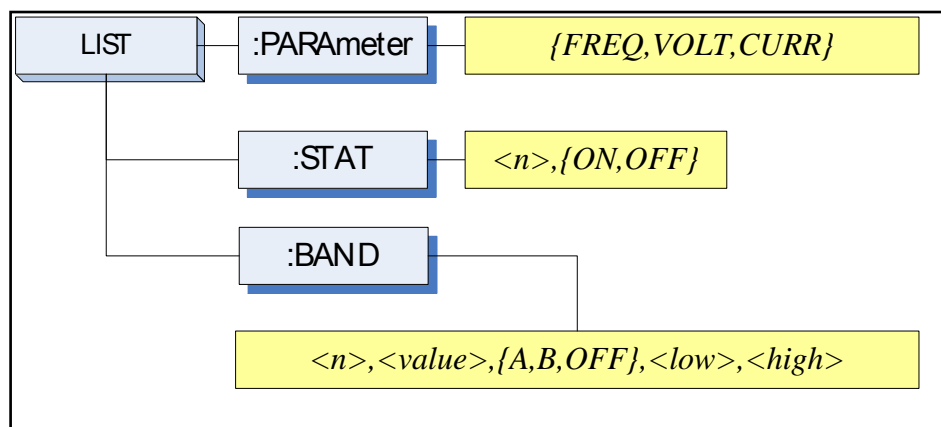 LIST :PARAmeter {FREQ,VOLT,CURR}
:STAT <n>,{ON,OFF}
:BAND
<n>,<value>,{A,B,OFF},<low>,<high>